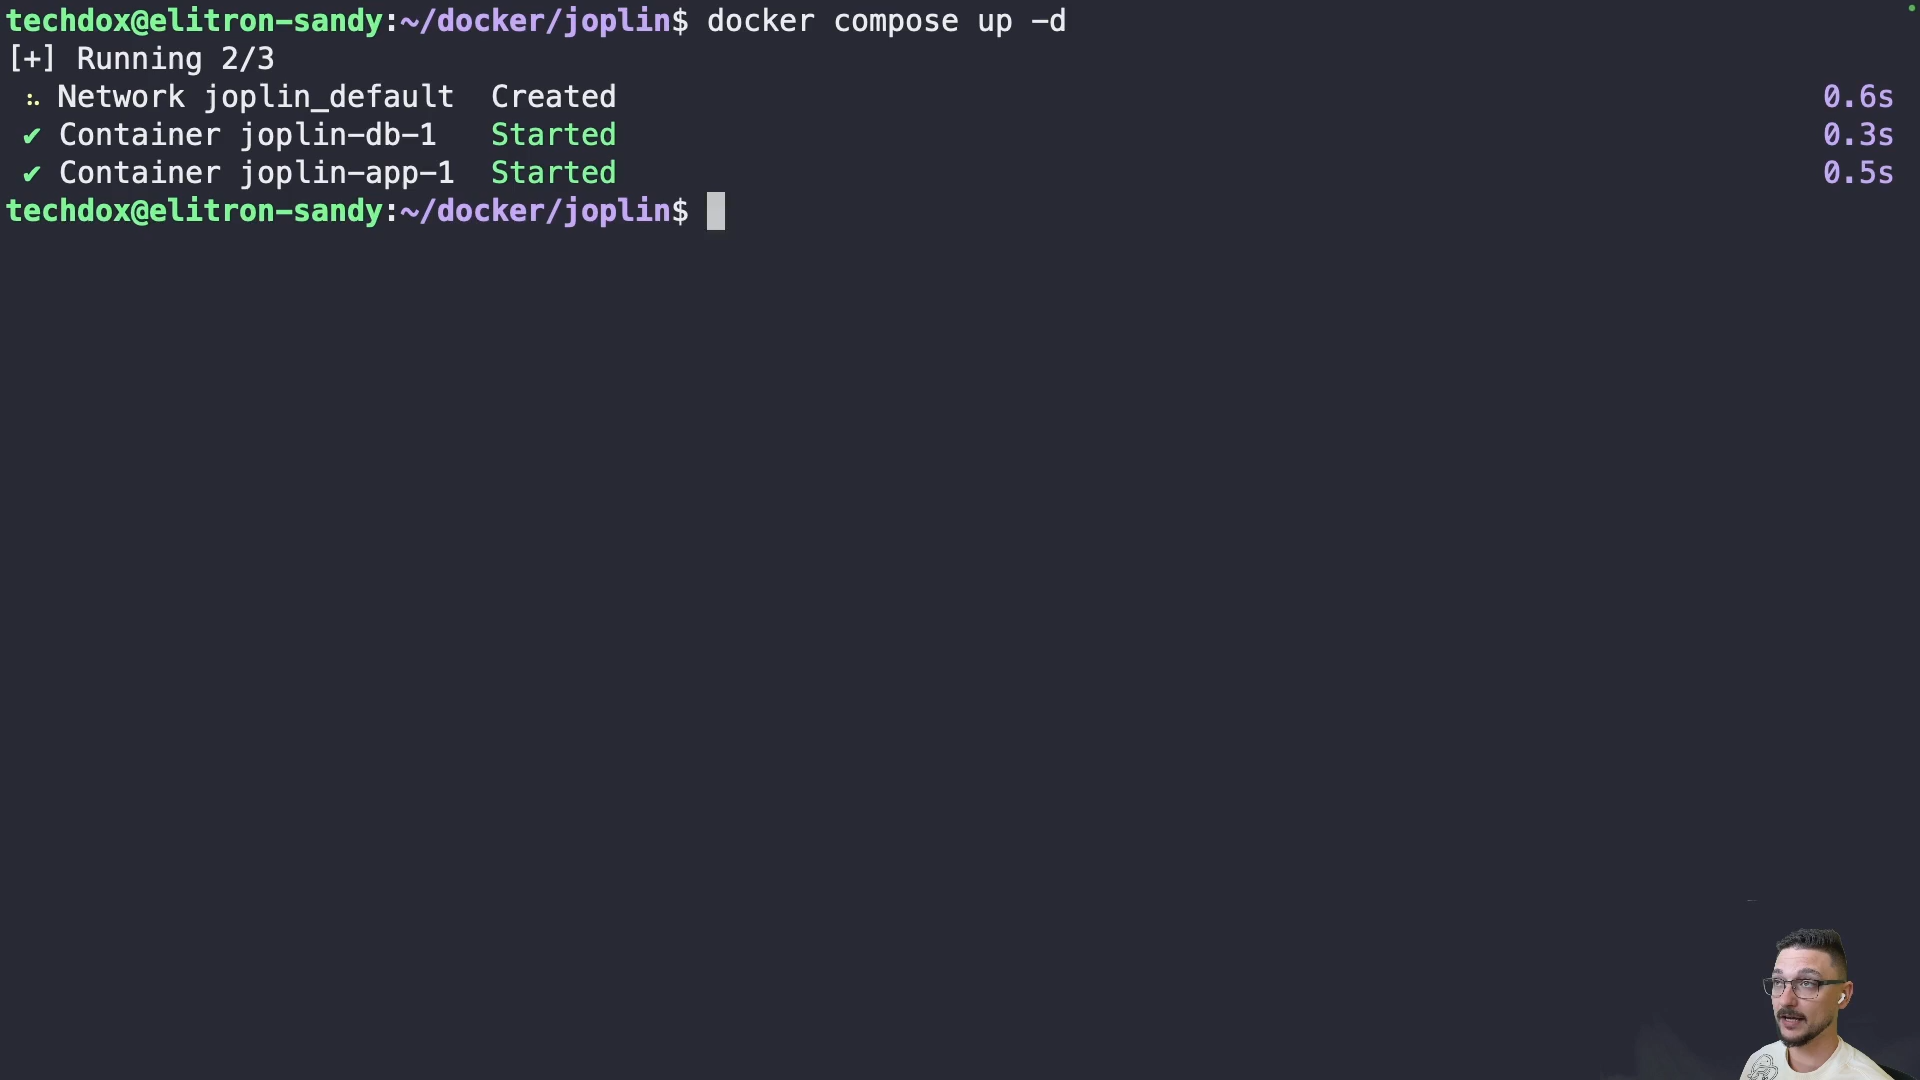 techdox@elitron-sandy:~/docker/joplin$ docker compose up -d
[+] Running 2/3
⠦ Network joplin_default  Created 0.6s
✔ Container joplin-db-1   Started 0.3s
✔ Container joplin-app-1  Started 0.5s
techdox@elitron-sandy:~/docker/joplin$